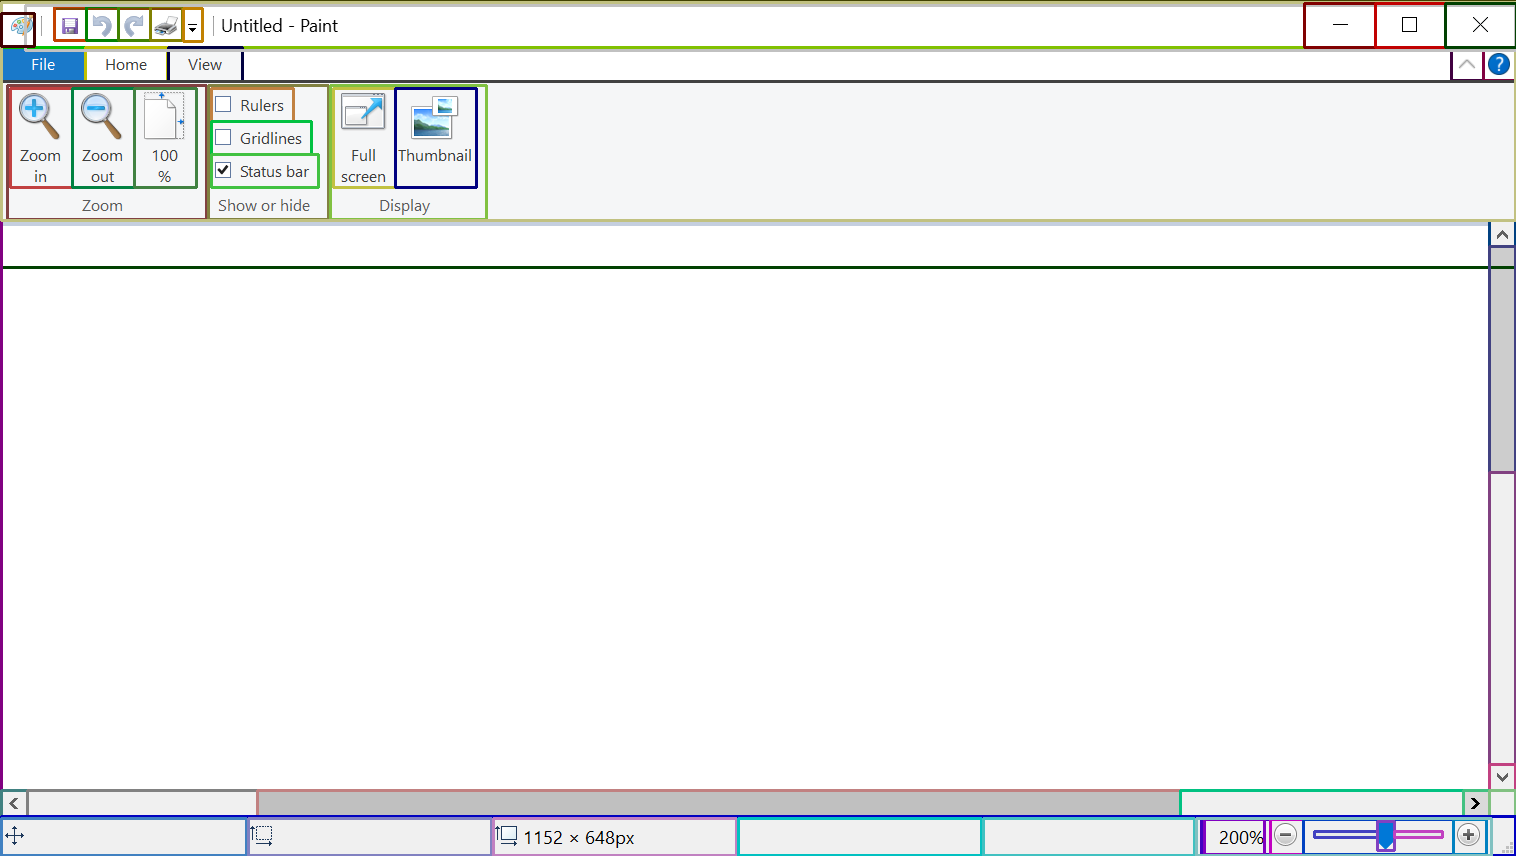 Untitled - Paint
File Home View
Zoom in
Zoom out
100 %
Zoom
Rulers
Gridlines
Status bar
Show or hide
Full screen
Thumbnail
Display
1152 × 648px
200%